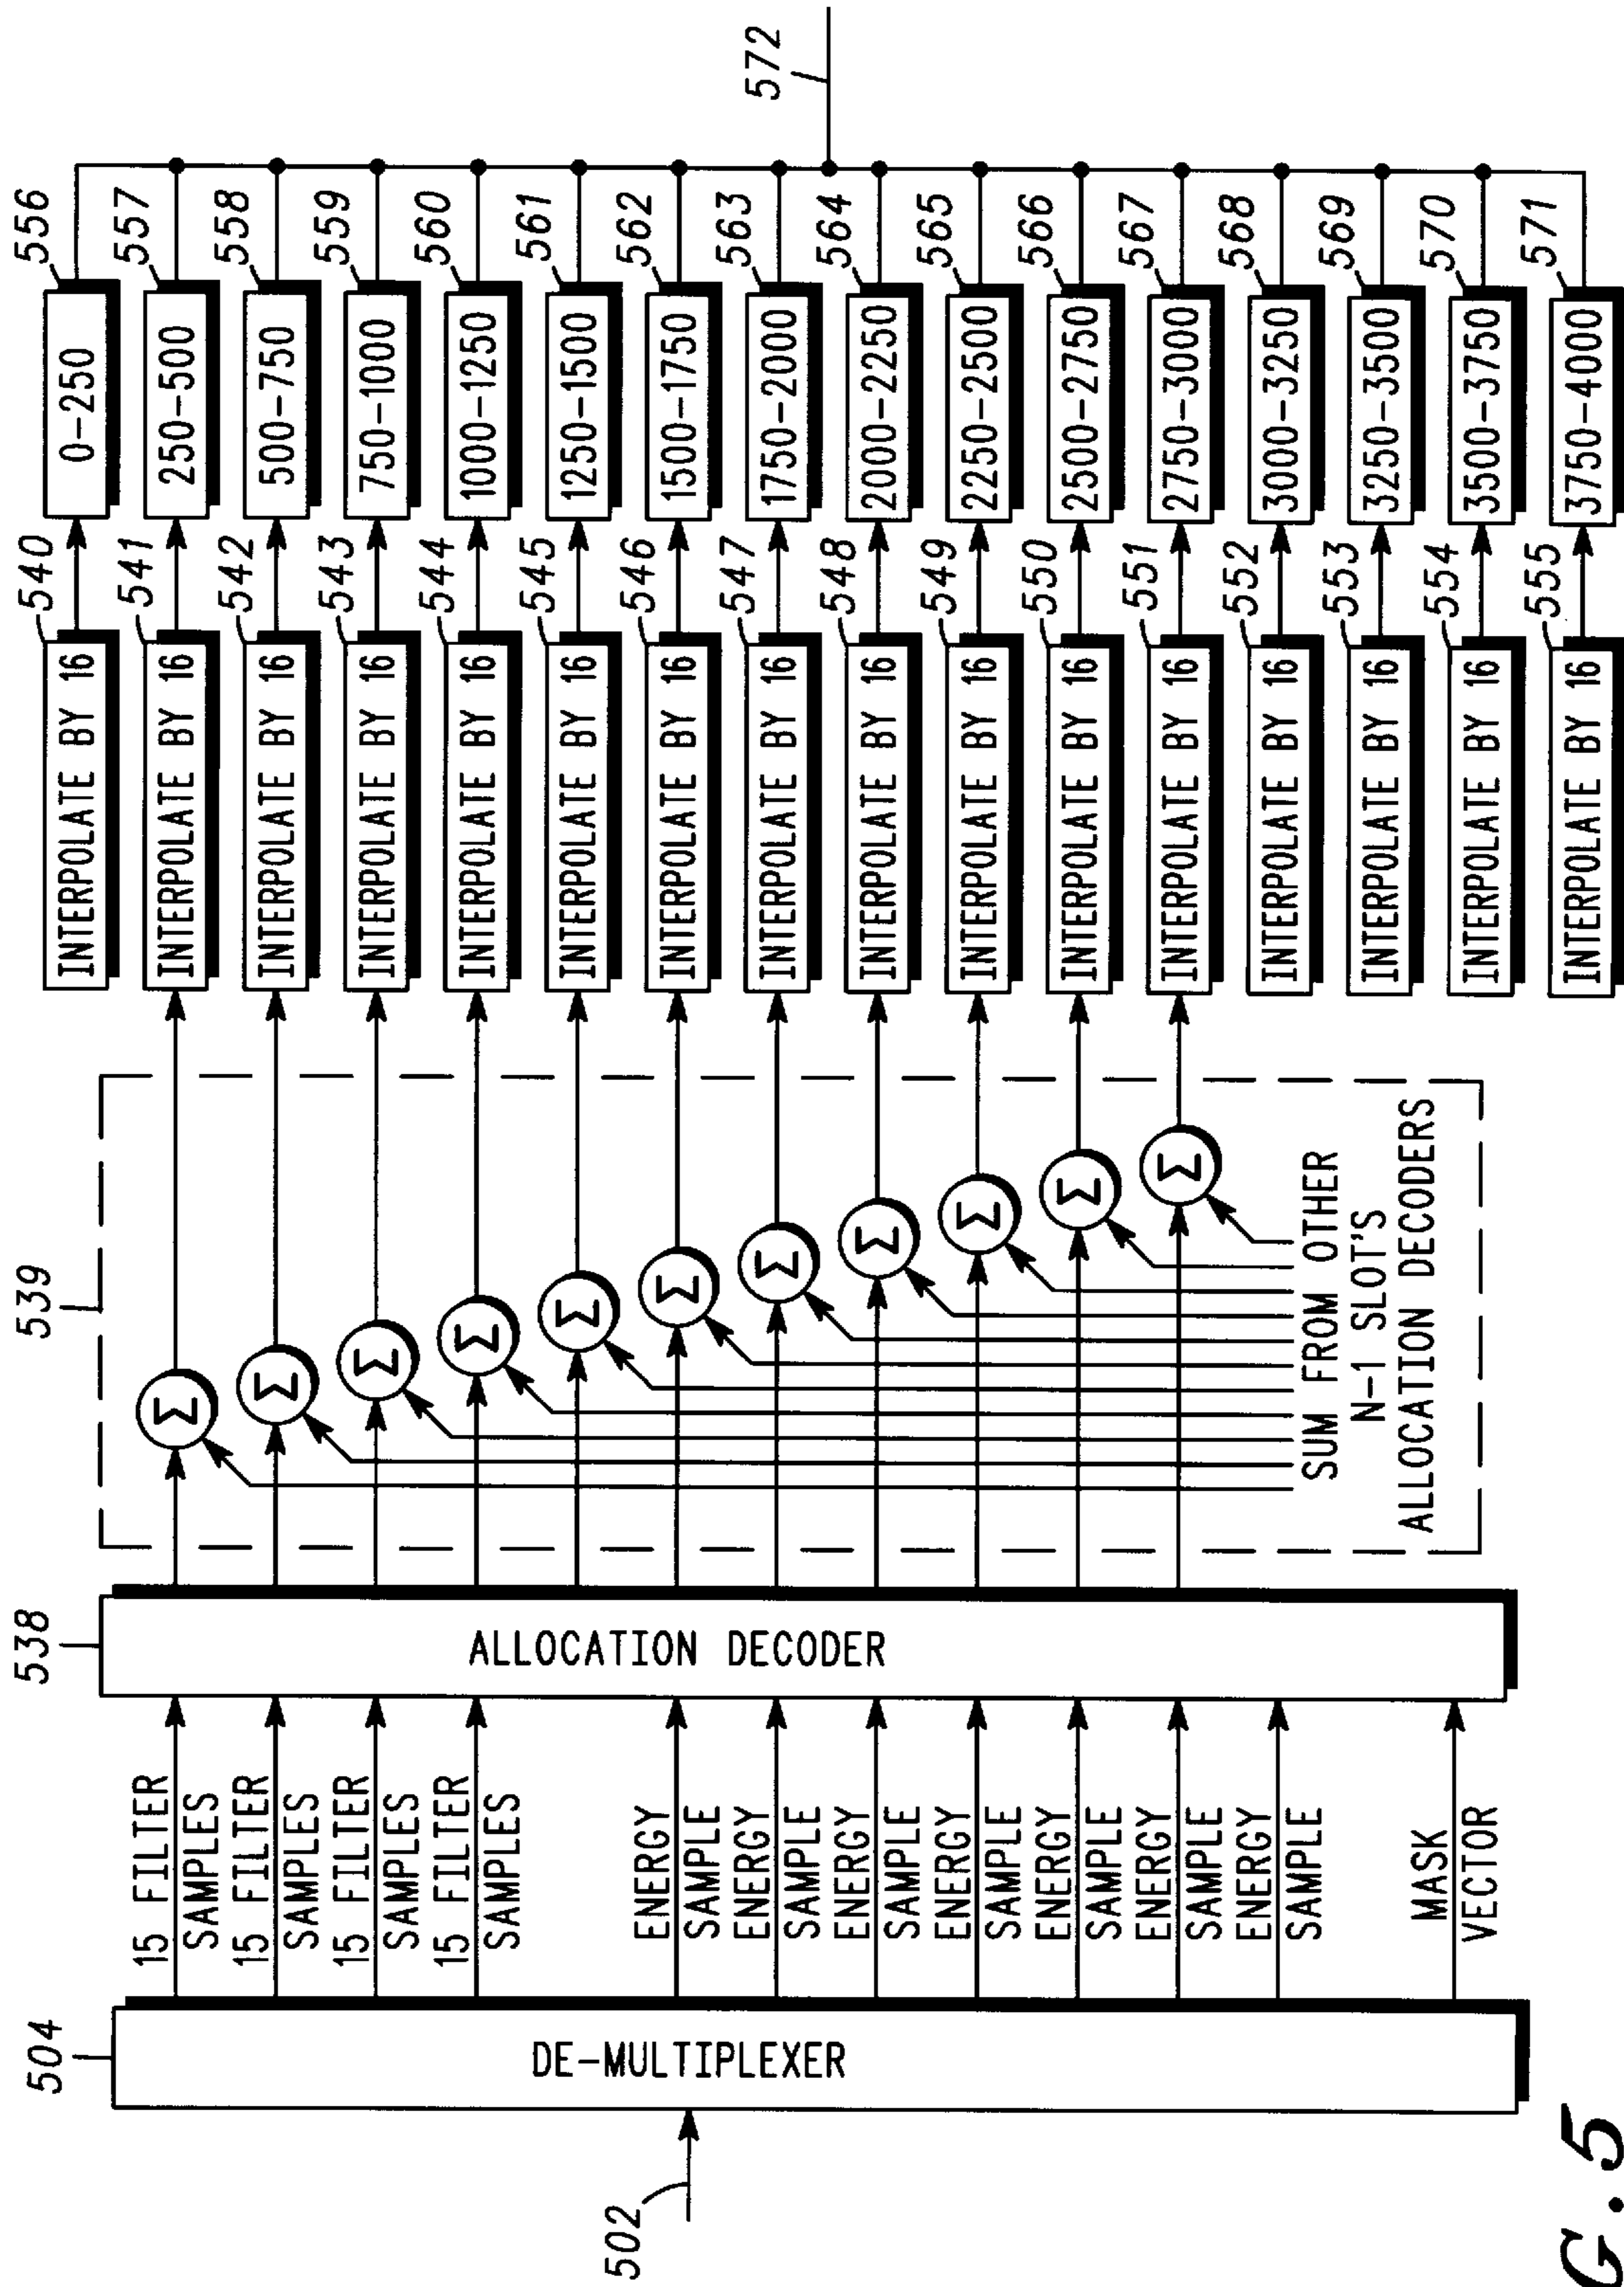 502
504
DE-MULTIPLEXER
15 FILTER
SAMPLES
15 FILTER
SAMPLES
15 FILTER
SAMPLES
15 FILTER
SAMPLES
ENERGY
SAMPLE
ENERGY
SAMPLE
ENERGY
SAMPLE
ENERGY
SAMPLE
ENERGY
SAMPLE
ENERGY
SAMPLE
ENERGY
SAMPLE
MASK
VECTOR
538
ALLOCATION DECODER
539
Σ
Σ
Σ
Σ
Σ
Σ
Σ
Σ
Σ
Σ
Σ
SUM FROM OTHER
N-1 SLOT'S
ALLOCATION DECODERS
INTERPOLATE BY 16
540
0-250
556
INTERPOLATE BY 16
541
250-500
557
INTERPOLATE BY 16
542
500-750
558
INTERPOLATE BY 16
543
750-1000
559
INTERPOLATE BY 16
544
1000-1250
560
INTERPOLATE BY 16
545
1250-1500
561
INTERPOLATE BY 16
546
1500-1750
562
INTERPOLATE BY 16
547
1750-2000
563
INTERPOLATE BY 16
548
2000-2250
564
INTERPOLATE BY 16
549
2250-2500
565
INTERPOLATE BY 16
550
2500-2750
566
INTERPOLATE BY 16
551
2750-3000
567
INTERPOLATE BY 16
552
3000-3250
568
INTERPOLATE BY 16
553
3250-3500
569
INTERPOLATE BY 16
554
3500-3750
570
INTERPOLATE BY 16
555
3750-4000
571
572
G.5